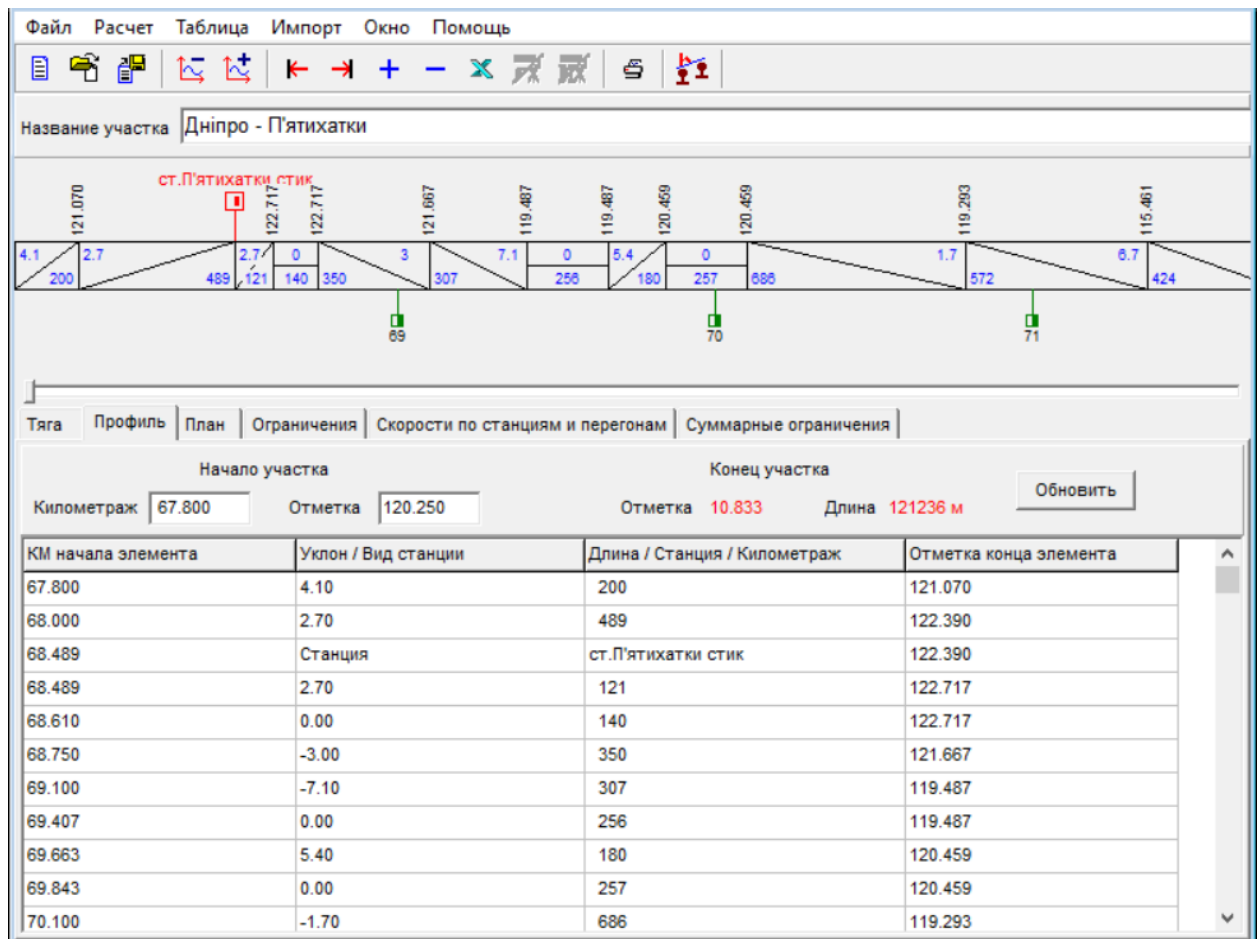 Файл Расчет Таблица Импорт Окно Помощь
Название участка Дніпро - П'ятихатки
ст.П'ятихатки стик
121.070 122.717 122.717 121.667 119.487 119.487 120.459 120.459 119.293 115.461
4.1 2.7 2.7 0 3 7.1 0 5.4 0 1.7 6.7
200 489 121 140 350 307 256 180 257 686 572 424
69 70 71
Тяга Профиль План Ограничения Скорости по станциям и перегонам Суммарные ограничения
Начало участка Конец участка
Километраж 67.800 Отметка 120.250 Отметка 10.833 Длина 121236 м Обновить
КМ начала элемента Уклон / Вид станции Длина / Станция / Километраж Отметка конца элемента
67.800 4.10 200 121.070
68.000 2.70 489 122.390
68.489 Станция ст.П'ятихатки стик 122.390
68.489 2.70 121 122.717
68.610 0.00 140 122.717
68.750 -3.00 350 121.667
69.100 -7.10 307 119.487
69.407 0.00 256 119.487
69.663 5.40 180 120.459
69.843 0.00 257 120.459
70.100 -1.70 686 119.293